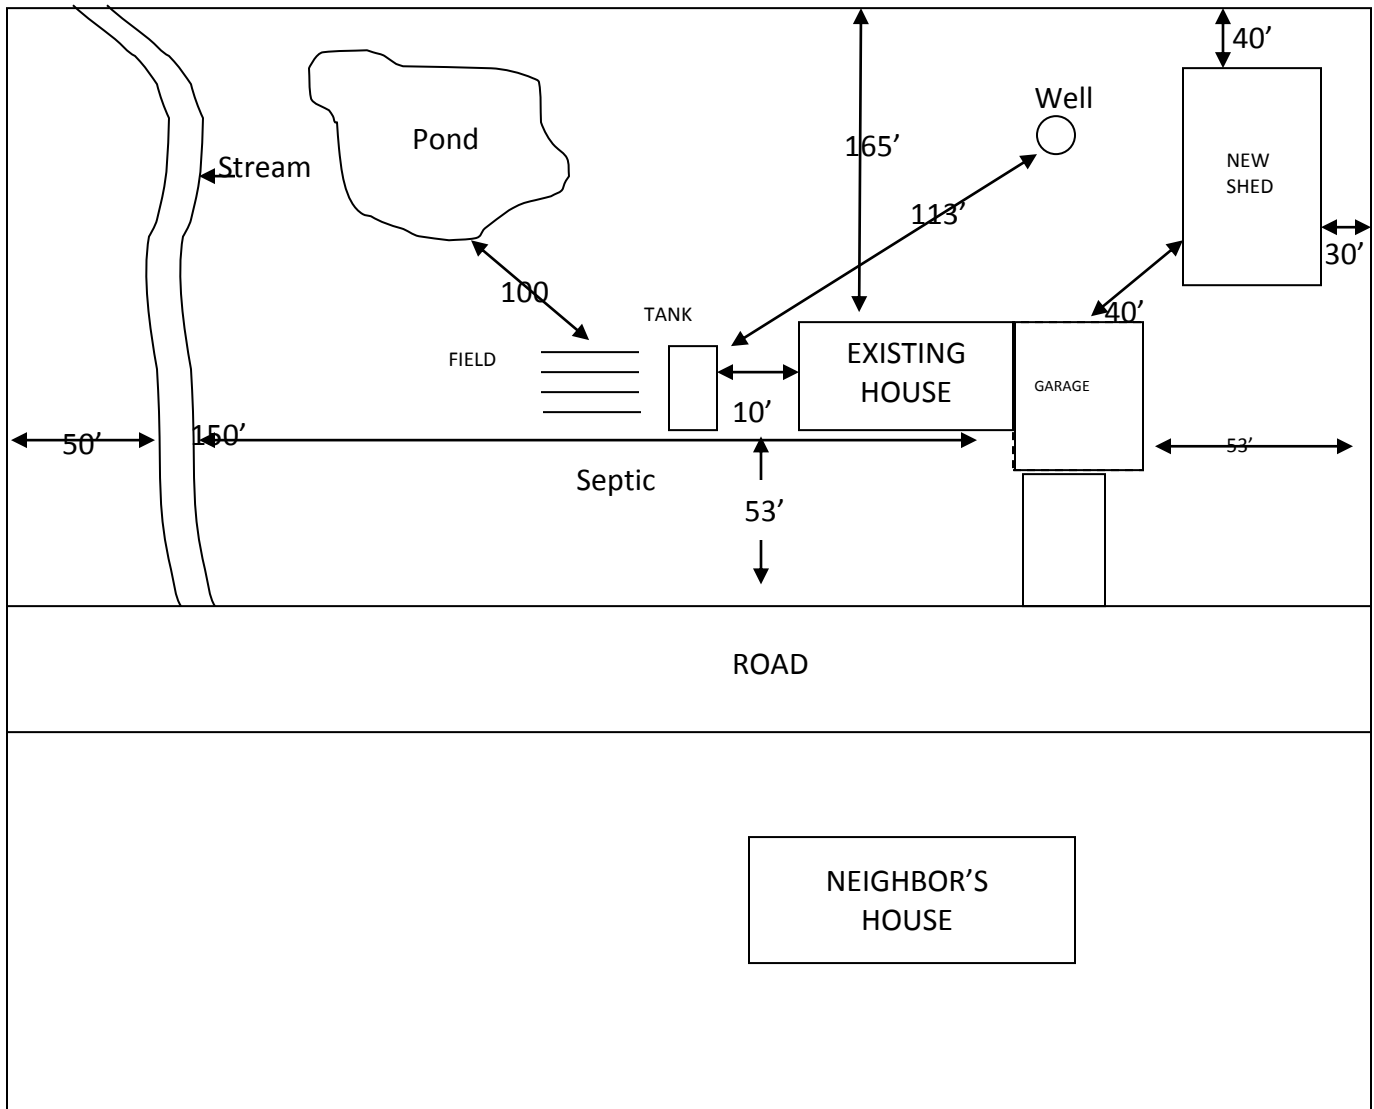 40’
Well
165’
Pond
Stream
NEW
SHED
113’
30’
100
40’
TANK
EXISTING
HOUSE
FIELD
GARAGE
10’
50’
150’
53’
Septic
53’
ROAD
NEIGHBOR’S
HOUSE